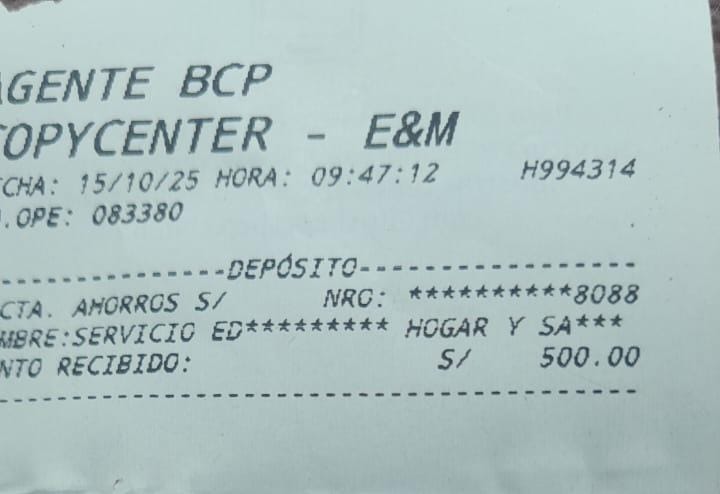 AGENTE BCP
COPYCENTER - E&M
CHA: 15/10/25 HORA: 09:47:12 H994314
.OPE: 083380
---------------DEPÓSITO-------------------
CTA. AHORROS S/ NRO: **********8088
MBRE:SERVICIO ED********* HOGAR Y SA***
NTO RECIBIDO: S/ 500.00
------------------------------------------